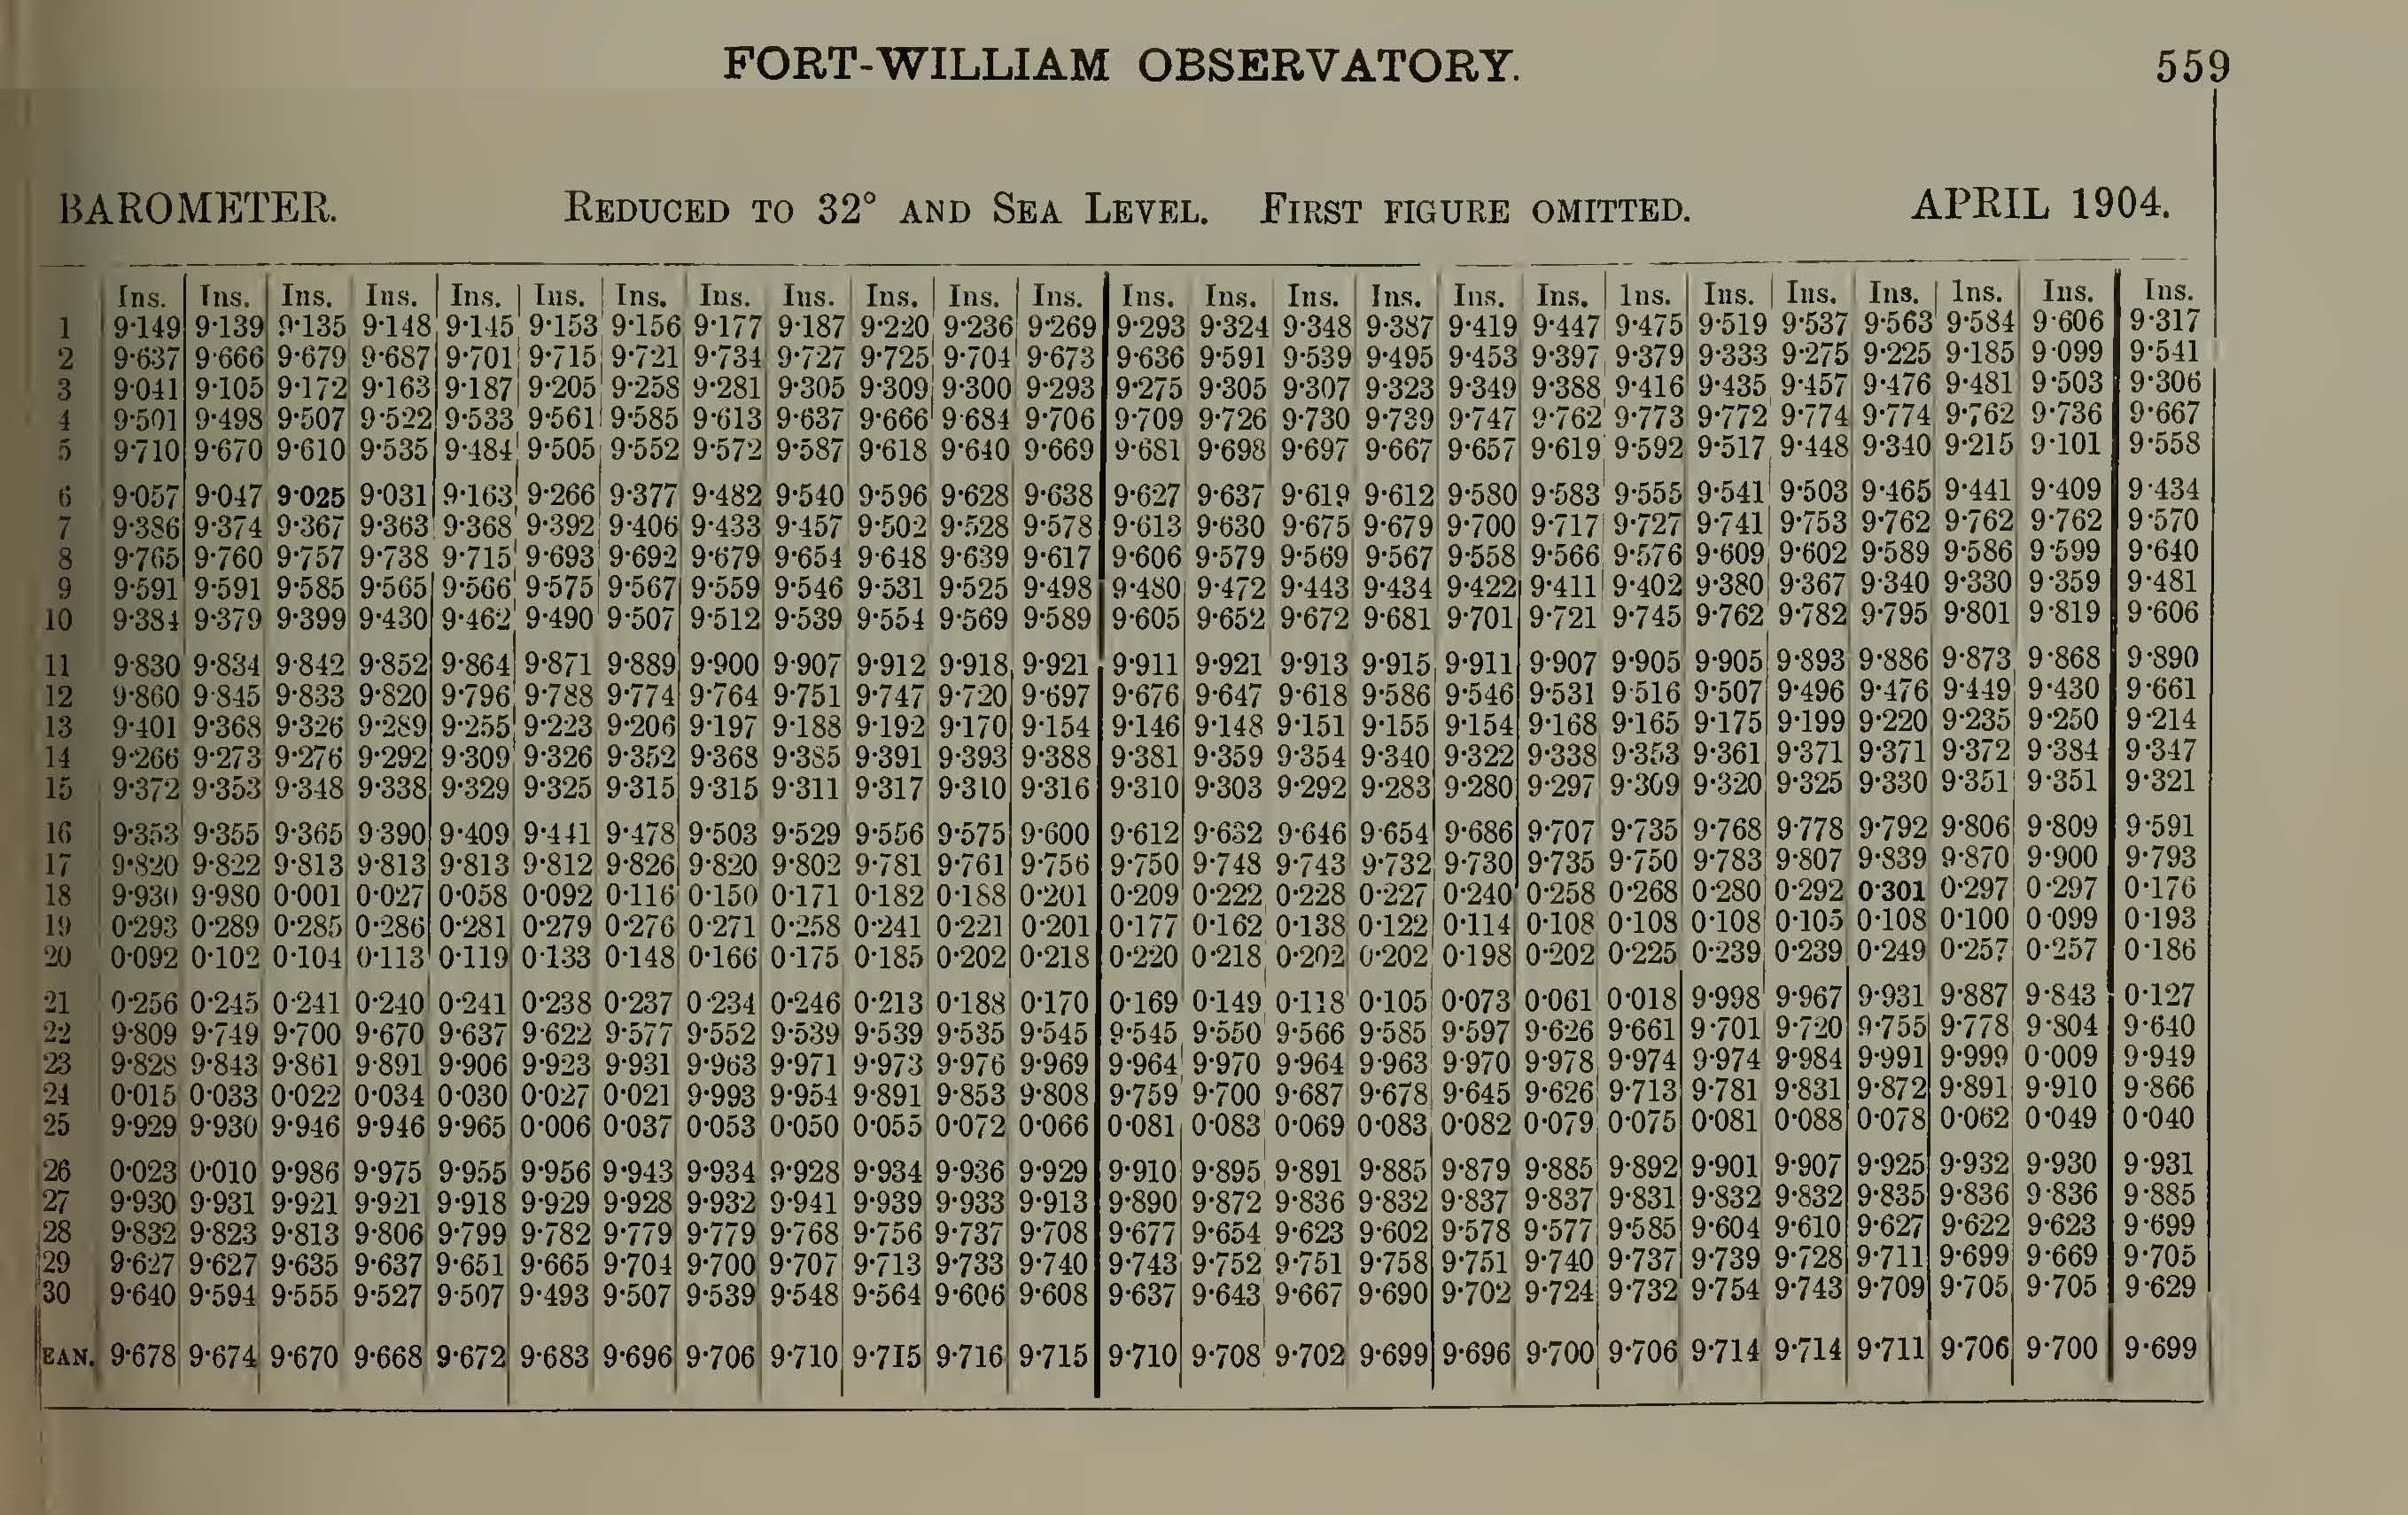 FORT-WILLIAM OBSERVATORY. 559
BAROMETER. REDUCED TO 32° AND SEA LEVEL. FIRST FIGURE OMITTED. APRIL 1904.
Ins. Ins. Ins. Ins. Ins. Ins. Ins. Ins. Ins. Ins. Ins. Ins. Ins. Ins. Ins. Ins. Ins. Ins. Ins. Ins. Ins. Ins. Ins. Ins. Ins.
1 9·149 9·139 9·135 9·148 9·145 9·153 9·156 9·177 9·187 9·220 9·236 9·269 9·293 9·324 9·348 9·387 9·419 9·447 9·475 9·519 9·537 9·563 9·584 9·606 9·317
2 9·637 9·666 9·679 9·687 9·701 9·715 9·721 9·734 9·727 9·725 9·704 9·673 9·636 9·591 9·539 9·495 9·453 9·397 9·379 9·333 9·275 9·225 9·185 9·099 9·541
3 9·041 9·105 9·172 9·163 9·187 9·205 9·258 9·281 9·305 9·309 9·300 9·293 9·275 9·305 9·307 9·323 9·349 9·388 9·416 9·435 9·457 9·476 9·481 9·503 9·306
4 9·501 9·498 9·507 9·522 9·533 9·561 9·585 9·613 9·637 9·666 9·684 9·706 9·709 9·726 9·730 9·739 9·747 9·762 9·773 9·772 9·774 9·774 9·762 9·736 9·667
5 9·710 9·670 9·610 9·535 9·484 9·505 9·552 9·572 9·587 9·618 9·640 9·669 9·681 9·698 9·697 9·667 9·657 9·619 9·592 9·517 9·448 9·340 9·215 9·101 9·558
6 9·057 9·047 9·025 9·031 9·163 9·266 9·377 9·482 9·540 9·596 9·628 9·638 9·627 9·637 9·619 9·612 9·580 9·583 9·555 9·541 9·503 9·465 9·441 9·409 9·434
7 9·386 9·374 9·367 9·363 9·368 9·392 9·406 9·433 9·457 9·502 9·528 9·578 9·613 9·630 9·675 9·679 9·700 9·717 9·727 9·741 9·753 9·762 9·762 9·762 9·570
8 9·765 9·760 9·757 9·738 9·715 9·693 9·692 9·679 9·654 9·648 9·639 9·617 9·606 9·579 9·569 9·567 9·558 9·566 9·576 9·609 9·602 9·589 9·586 9·599 9·640
9 9·591 9·591 9·585 9·565 9·566 9·575 9·567 9·559 9·546 9·531 9·525 9·498 9·480 9·472 9·443 9·434 9·422 9·411 9·402 9·380 9·367 9·340 9·330 9·359 9·481
10 9·384 9·379 9·399 9·430 9·462 9·490 9·507 9·512 9·539 9·554 9·569 9·589 9·605 9·652 9·672 9·681 9·701 9·721 9·745 9·762 9·782 9·795 9·801 9·819 9·606
11 9·830 9·834 9·842 9·852 9·864 9·871 9·889 9·900 9·907 9·912 9·918 9·921 9·911 9·921 9·913 9·915 9·911 9·907 9·905 9·905 9·893 9·886 9·873 9·868 9·890
12 9·860 9·845 9·833 9·820 9·796 9·788 9·774 9·764 9·751 9·747 9·720 9·697 9·676 9·647 9·618 9·586 9·546 9·531 9·516 9·507 9·496 9·476 9·449 9·430 9·661
13 9·401 9·368 9·326 9·289 9·255 9·223 9·206 9·197 9·188 9·192 9·170 9·154 9·146 9·148 9·151 9·155 9·154 9·168 9·165 9·175 9·199 9·220 9·235 9·250 9·214
14 9·266 9·273 9·276 9·292 9·309 9·326 9·352 9·368 9·385 9·391 9·393 9·388 9·381 9·359 9·354 9·340 9·322 9·338 9·353 9·361 9·371 9·371 9·372 9·384 9·347
15 9·372 9·353 9·348 9·338 9·329 9·325 9·315 9·315 9·311 9·317 9·310 9·316 9·310 9·303 9·292 9·283 9·280 9·297 9·309 9·320 9·325 9·330 9·351 9·351 9·321
16 9·353 9·355 9·365 9·390 9·409 9·441 9·478 9·503 9·529 9·556 9·575 9·600 9·612 9·632 9·646 9·654 9·686 9·707 9·735 9·768 9·778 9·792 9·806 9·809 9·591
17 9·820 9·822 9·813 9·813 9·813 9·812 9·826 9·820 9·802 9·781 9·761 9·756 9·750 9·748 9·743 9·732 9·730 9·735 9·750 9·783 9·807 9·839 9·870 9·900 9·793
18 9·930 9·980 0·001 0·027 0·058 0·092 0·116 0·150 0·171 0·182 0·188 0·201 0·209 0·222 0·228 0·227 0·240 0·258 0·268 0·280 0·292 0·301 0·297 0·297 0·176
19 0·293 0·289 0·285 0·286 0·281 0·279 0·276 0·271 0·258 0·241 0·221 0·201 0·177 0·162 0·138 0·122 0·114 0·108 0·108 0·108 0·105 0·108 0·100 0·099 0·193
20 0·092 0·102 0·104 0·113 0·119 0·133 0·148 0·166 0·175 0·185 0·202 0·218 0·220 0·218 0·202 0·202 0·198 0·202 0·225 0·239 0·239 0·249 0·257 0·257 0·186
21 0·256 0·245 0·241 0·240 0·241 0·238 0·237 0·234 0·246 0·213 0·188 0·170 0·169 0·149 0·118 0·105 0·073 0·061 0·018 9·998 9·967 9·931 9·887 9·843 0·127
22 9·809 9·749 9·700 9·670 9·637 9·622 9·577 9·552 9·539 9·539 9·535 9·545 9·545 9·550 9·566 9·585 9·597 9·626 9·661 9·701 9·720 9·755 9·778 9·804 9·640
23 9·828 9·843 9·861 9·891 9·906 9·923 9·931 9·963 9·971 9·973 9·976 9·969 9·964 9·970 9·964 9·963 9·970 9·978 9·974 9·974 9·984 9·991 9·999 0·009 9·949
24 0·015 0·033 0·022 0·034 0·030 0·027 0·021 9·993 9·954 9·891 9·853 9·808 9·759 9·700 9·687 9·678 9·645 9·626 9·713 9·781 9·831 9·872 9·891 9·910 9·866
25 9·929 9·930 9·946 9·946 9·965 0·006 0·037 0·053 0·050 0·055 0·072 0·066 0·081 0·083 0·069 0·083 0·082 0·079 0·075 0·081 0·088 0·078 0·062 0·049 0·040
26 0·023 0·010 9·986 9·975 9·955 9·956 9·943 9·934 9·928 9·934 9·936 9·929 9·910 9·895 9·891 9·885 9·879 9·885 9·892 9·901 9·907 9·925 9·932 9·930 9·931
27 9·930 9·931 9·921 9·921 9·918 9·929 9·928 9·932 9·941 9·939 9·933 9·913 9·890 9·872 9·836 9·832 9·837 9·837 9·831 9·832 9·832 9·835 9·836 9·836 9·885
28 9·832 9·823 9·813 9·806 9·799 9·782 9·779 9·779 9·768 9·756 9·737 9·708 9·677 9·654 9·623 9·602 9·578 9·577 9·585 9·604 9·610 9·627 9·622 9·623 9·699
29 9·627 9·627 9·635 9·637 9·651 9·665 9·704 9·700 9·707 9·713 9·733 9·740 9·743 9·752 9·751 9·758 9·751 9·740 9·737 9·739 9·728 9·711 9·699 9·669 9·705
30 9·640 9·594 9·555 9·527 9·507 9·493 9·507 9·539 9·548 9·564 9·606 9·608 9·637 9·643 9·667 9·690 9·702 9·724 9·732 9·754 9·743 9·709 9·705 9·705 9·629
EAN. 9·678 9·674 9·670 9·668 9·672 9·683 9·696 9·706 9·710 9·715 9·716 9·715 9·710 9·708 9·702 9·699 9·696 9·700 9·706 9·714 9·714 9·711 9·706 9·700 9·699